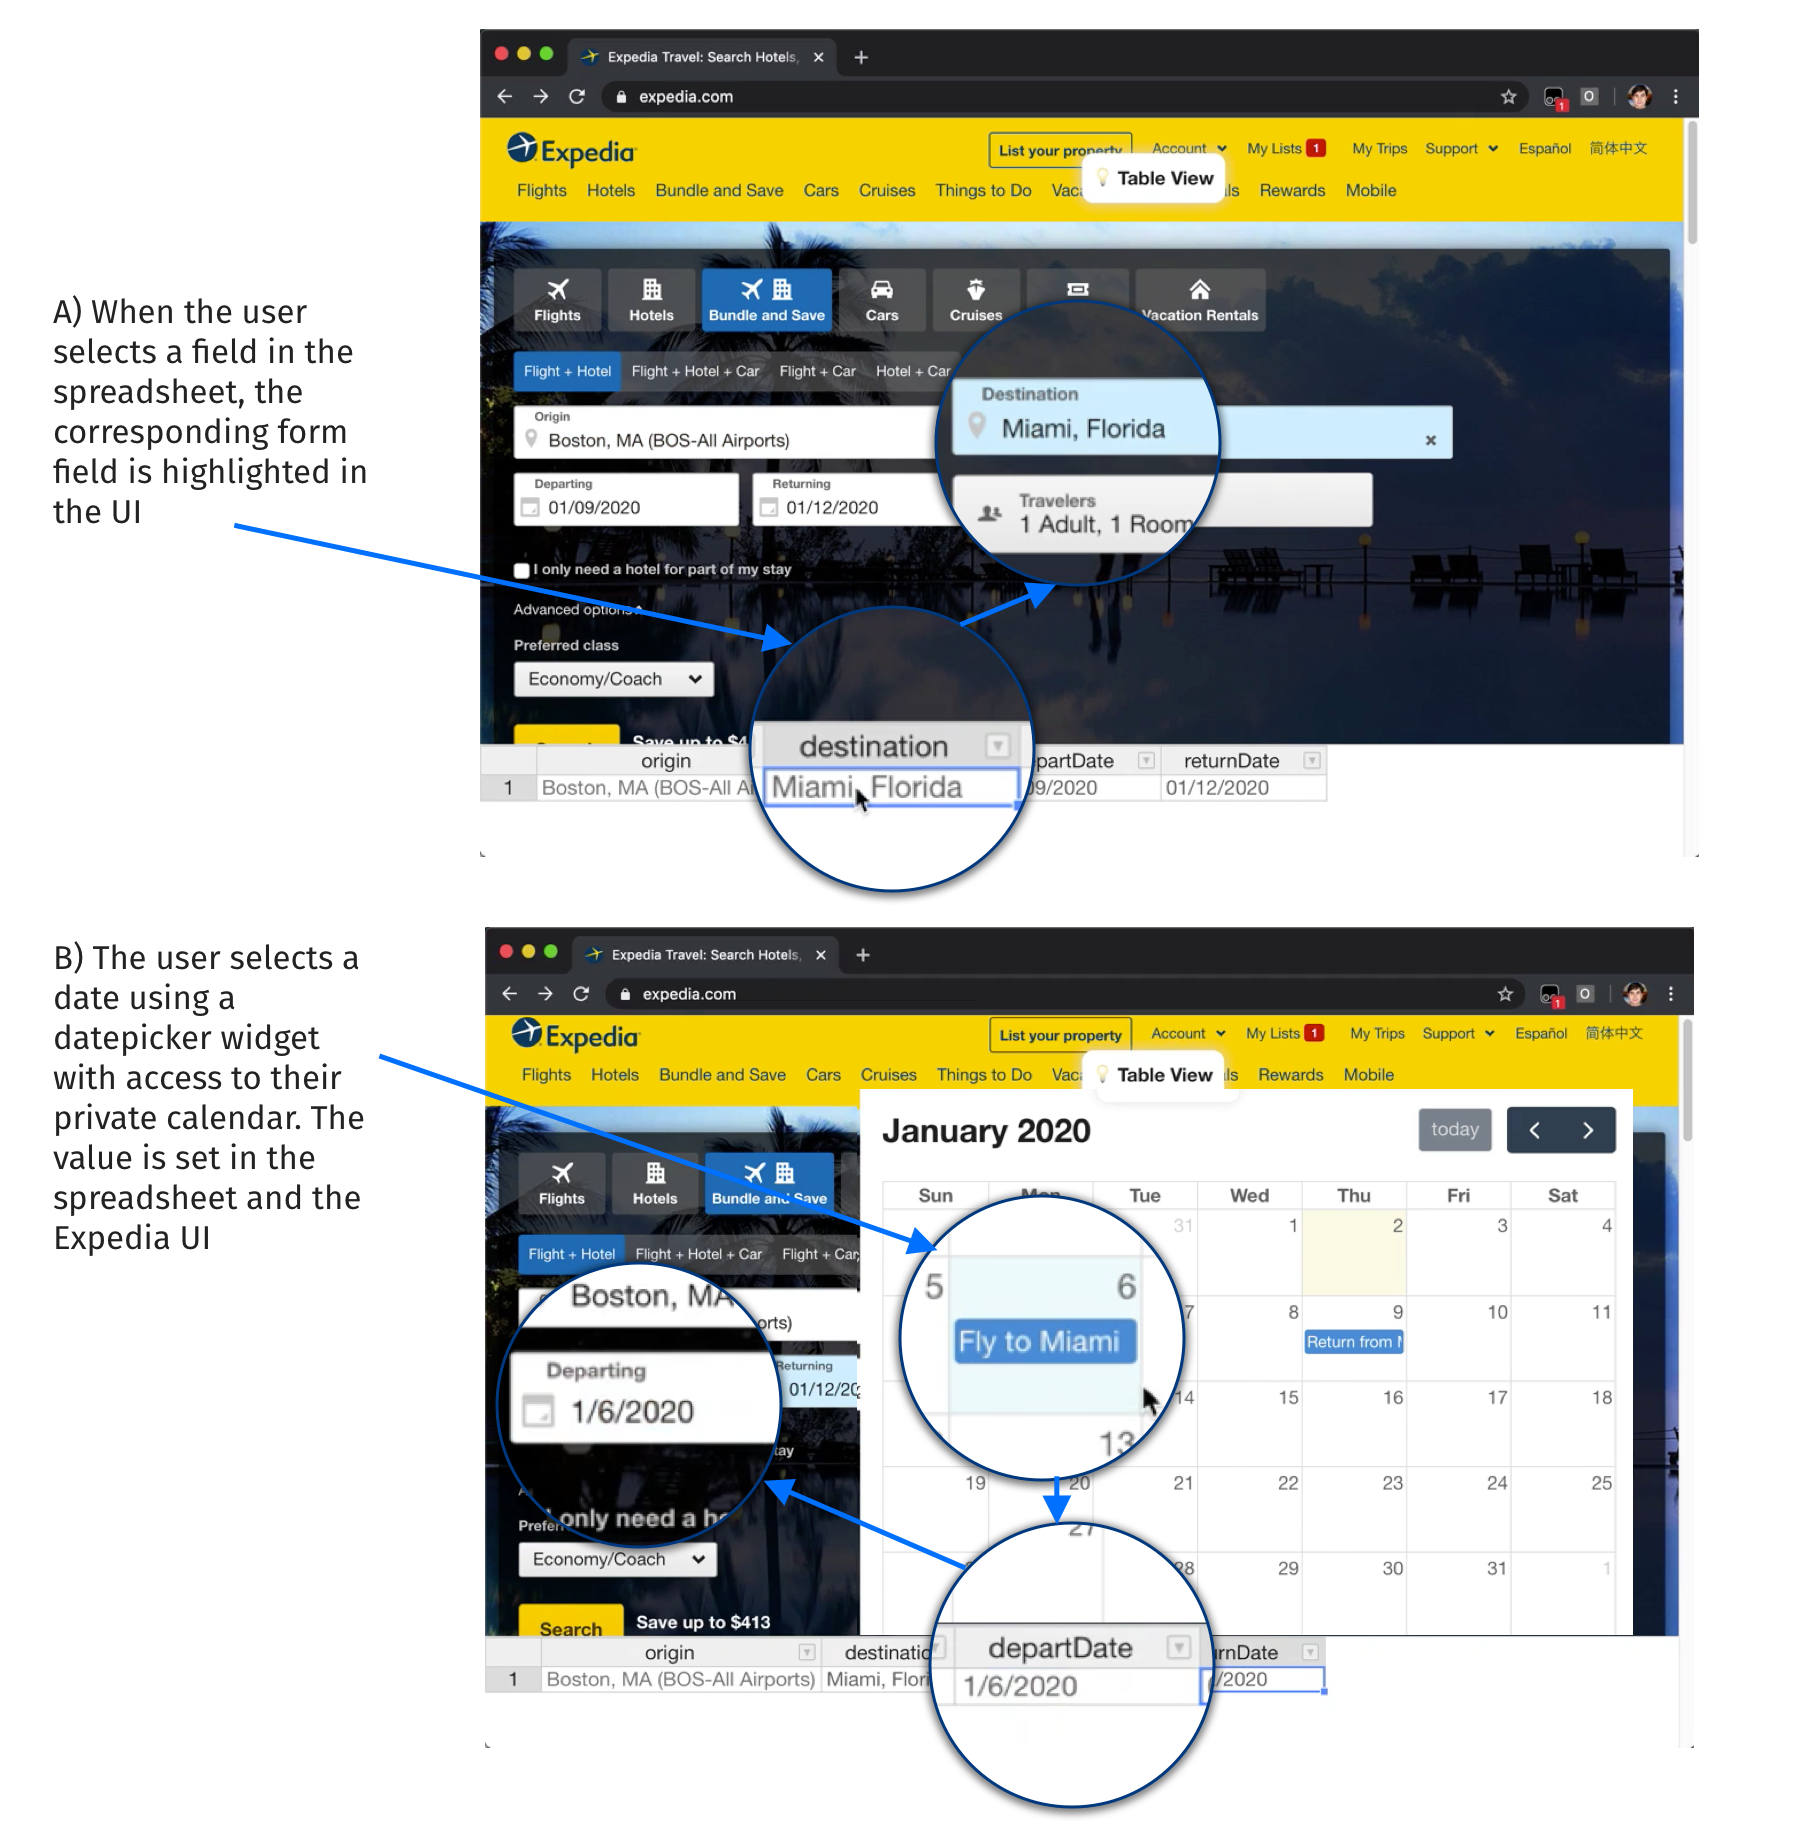 Expedia Travel: Search Hotels,
expedia.com
1
O
Expedia
List your property
Account
My Lists 1
My Trips
Support
Español
简体中文
Flights Hotels Bundle and Save Cars Cruises Things to Do Vaca ls Rewards Mobile
Table View
A) When the user
selects a field in the
spreadsheet, the
corresponding form
field is highlighted in
the UI
Flights Hotels Bundle and Save Cars Cruises Vacation Rentals
Flight + Hotel Flight + Hotel + Car Flight + Car Hotel + Car
Origin
Boston, MA (BOS-All Airports)
Destination
Miami, Florida
Departing
01/09/2020
Returning
01/12/2020
Travelers
1 Adult, 1 Room
I only need a hotel for part of my stay
Advanced options
Preferred class
Economy/Coach
Save up to $4
origin destination partDate returnDate
1 Boston, MA (BOS-All Ai Miami, Florida 09/2020 01/12/2020
B) The user selects a
date using a
datepicker widget
with access to their
private calendar. The
value is set in the
spreadsheet and the
Expedia UI
Expedia Travel: Search Hotels,
expedia.com
1
O
Expedia
List your property
Account
My Lists 1
My Trips
Support
Español
简体中文
Flights Hotels Bundle and Save Cars Cruises Things to Do Vaca ls Rewards Mobile
Table View
January 2020
today
Flights Hotels Bundle and Save
Flight + Hotel Flight + Hotel + Car Flight + Car
Boston, MA
orts)
Departing
1/6/2020
Returning
01/12/20
tay
only need a ho
Prefer
Economy/Coach
Search
Save up to $413
Sun Mon Tue Wed Thu Fri Sat
31 1 2 3 4
5 6 7 8 9 10 11
Fly to Miami
Return from M
13 14 15 16 17 18
19 20 21 22 23 24 25
27 28 29 30 31 1
origin destinatio departDate rnDate
1 Boston, MA (BOS-All Airports) Miami, Flori 1/6/2020 /2020